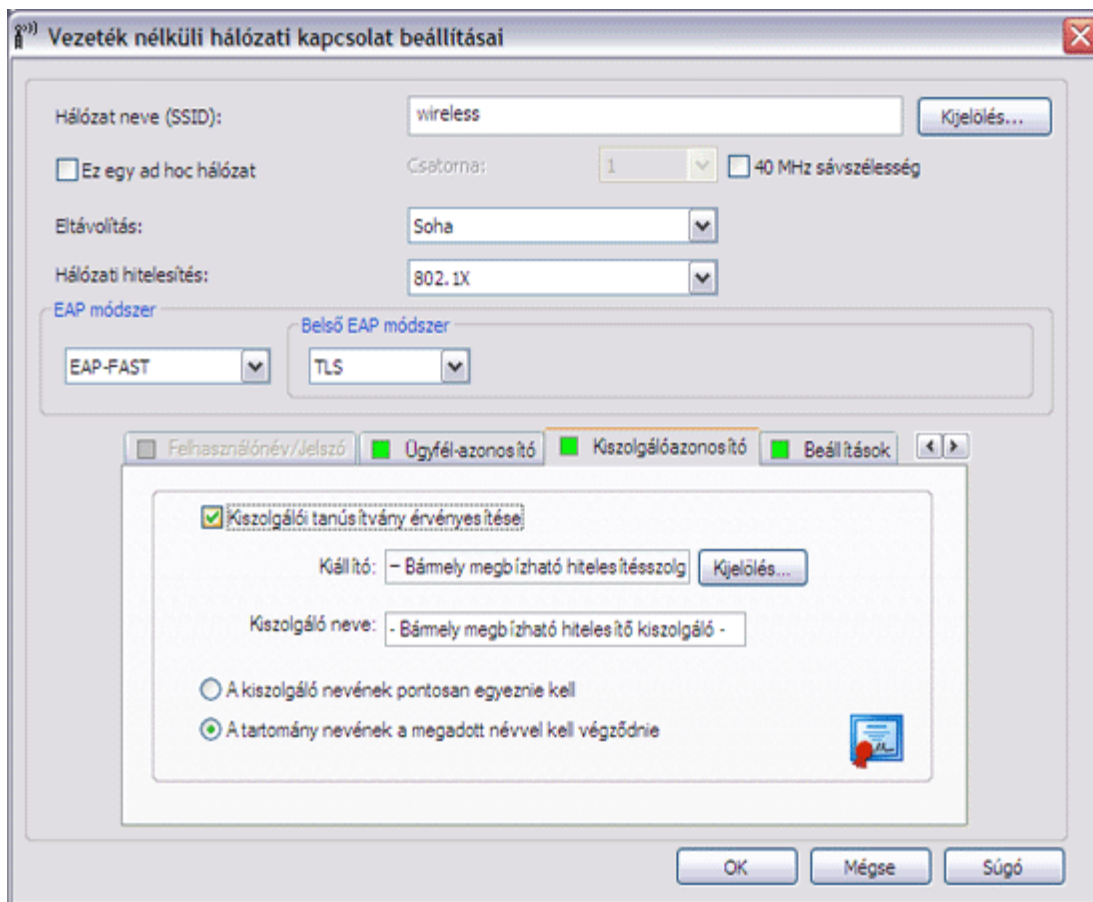 Vezeték nélküli hálózati kapcsolat beállításai
Hálózat neve (SSID): wireless Kijelölés...
Ez egy ad hoc hálózat Csatorna: 1 40 MHz sávszélesség
Eltávolítás: Soha
Hálózati hitelesítés: 802.1X
EAP módszer
Belső EAP módszer
EAP-FAST TLS
Felhasználónév/Jelszó Ügyfél-azonosító Kiszolgálóazonosító Beállítások
Kiszolgálói tanúsítvány érvényesítése
Kiállító: – Bármely megbízható hitelesítésszolg Kijelölés...
Kiszolgáló neve: - Bármely megbízható hitelesítő kiszolgáló -
A kiszolgáló nevének pontosan egyeznie kell
A tartomány nevének a megadott névvel kell végződnie
OK Mégse Súgó